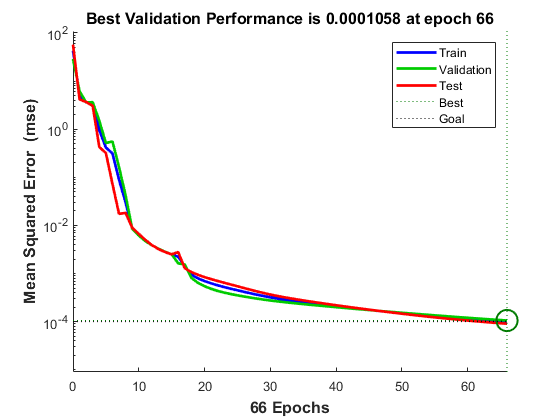 Best Validation Performance is 0.0001058 at epoch 66
Mean Squared Error (mse)
10^2
10^0
10^-2
10^-4
Train
Validation
Test
Best
Goal
0 10 20 30 40 50 60
66 Epochs